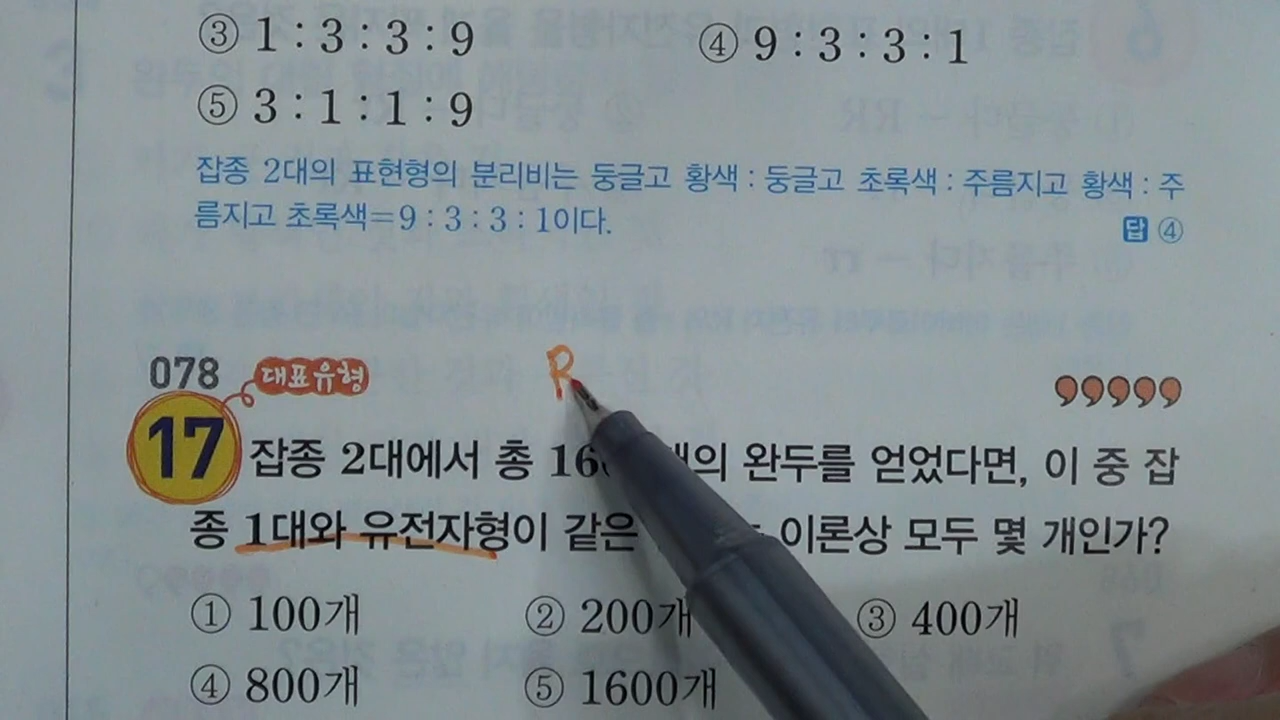 ③ 1 : 3 : 3 : 9 ④ 9 : 3 : 3 : 1
⑤ 3 : 1 : 1 : 9
잡종 2대의 표현형의 분리비는 둥글고 황색 : 둥글고 초록색 : 주름지고 황색 : 주
름지고 초록색=9 : 3 : 3 : 1이다. 답 ④
078 대표유형
R
17 잡종 2대에서 총 완두를 얻었다면, 이 중 잡
종 1대와 유전자형이 같은 이론상 모두 몇 개인가?
① 100개 ② 200개 ③ 400개
④ 800개 ⑤ 1600개